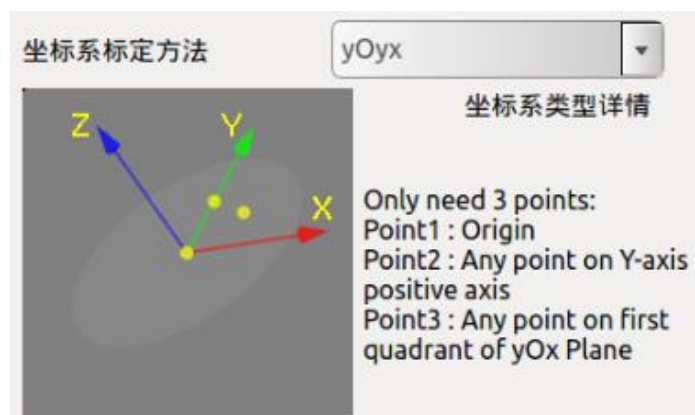 坐标系标定方法
yOyx
坐标系类型详情
Z
Y
X
Only need 3 points:
Point1 : Origin
Point2 : Any point on Y-axis
positive axis
Point3 : Any point on first
quadrant of yOx Plane